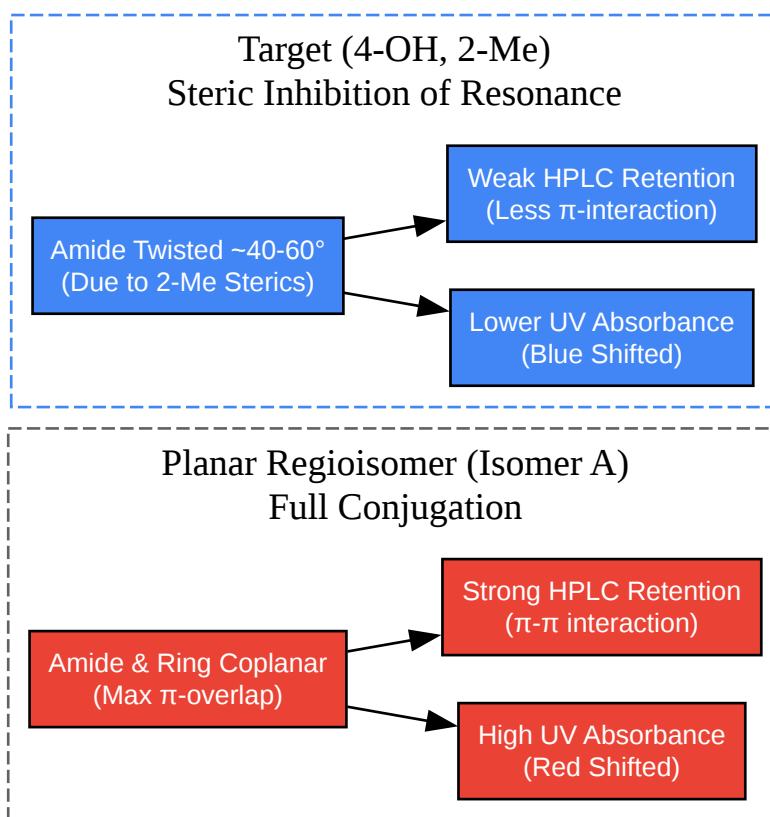 Target (4-OH, 2-Me)
Steric Inhibition of Resonance
Weak HPLC Retention
(Less π-interaction)
Amide Twisted ~40-60°
(Due to 2-Me Sterics)
Lower UV Absorbance
(Blue Shifted)
Planar Regioisomer (Isomer A)
Full Conjugation
Strong HPLC Retention
(π-π interaction)
Amide & Ring Coplanar
(Max π-overlap)
High UV Absorbance
(Red Shifted)